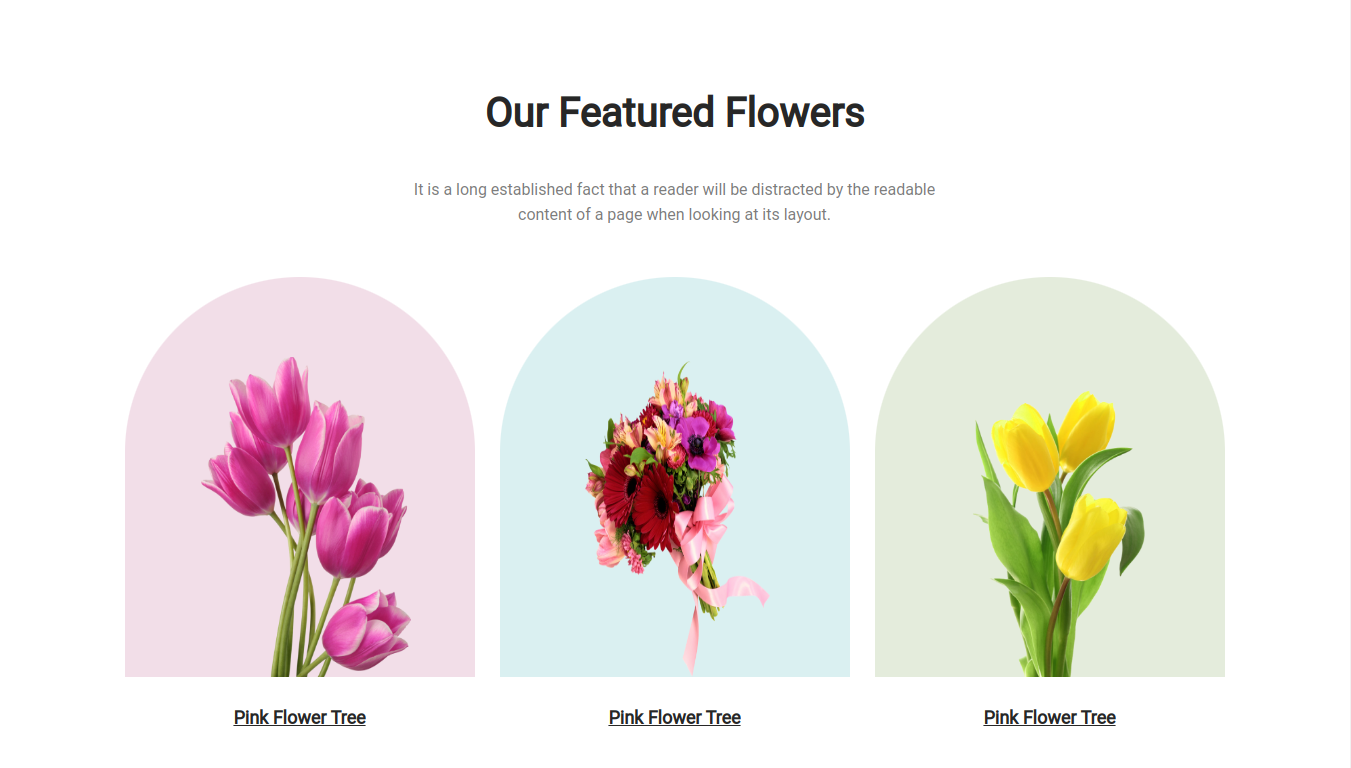 Our Featured Flowers
It is a long established fact that a reader will be distracted by the readable
content of a page when looking at its layout.
Pink Flower Tree
Pink Flower Tree
Pink Flower Tree